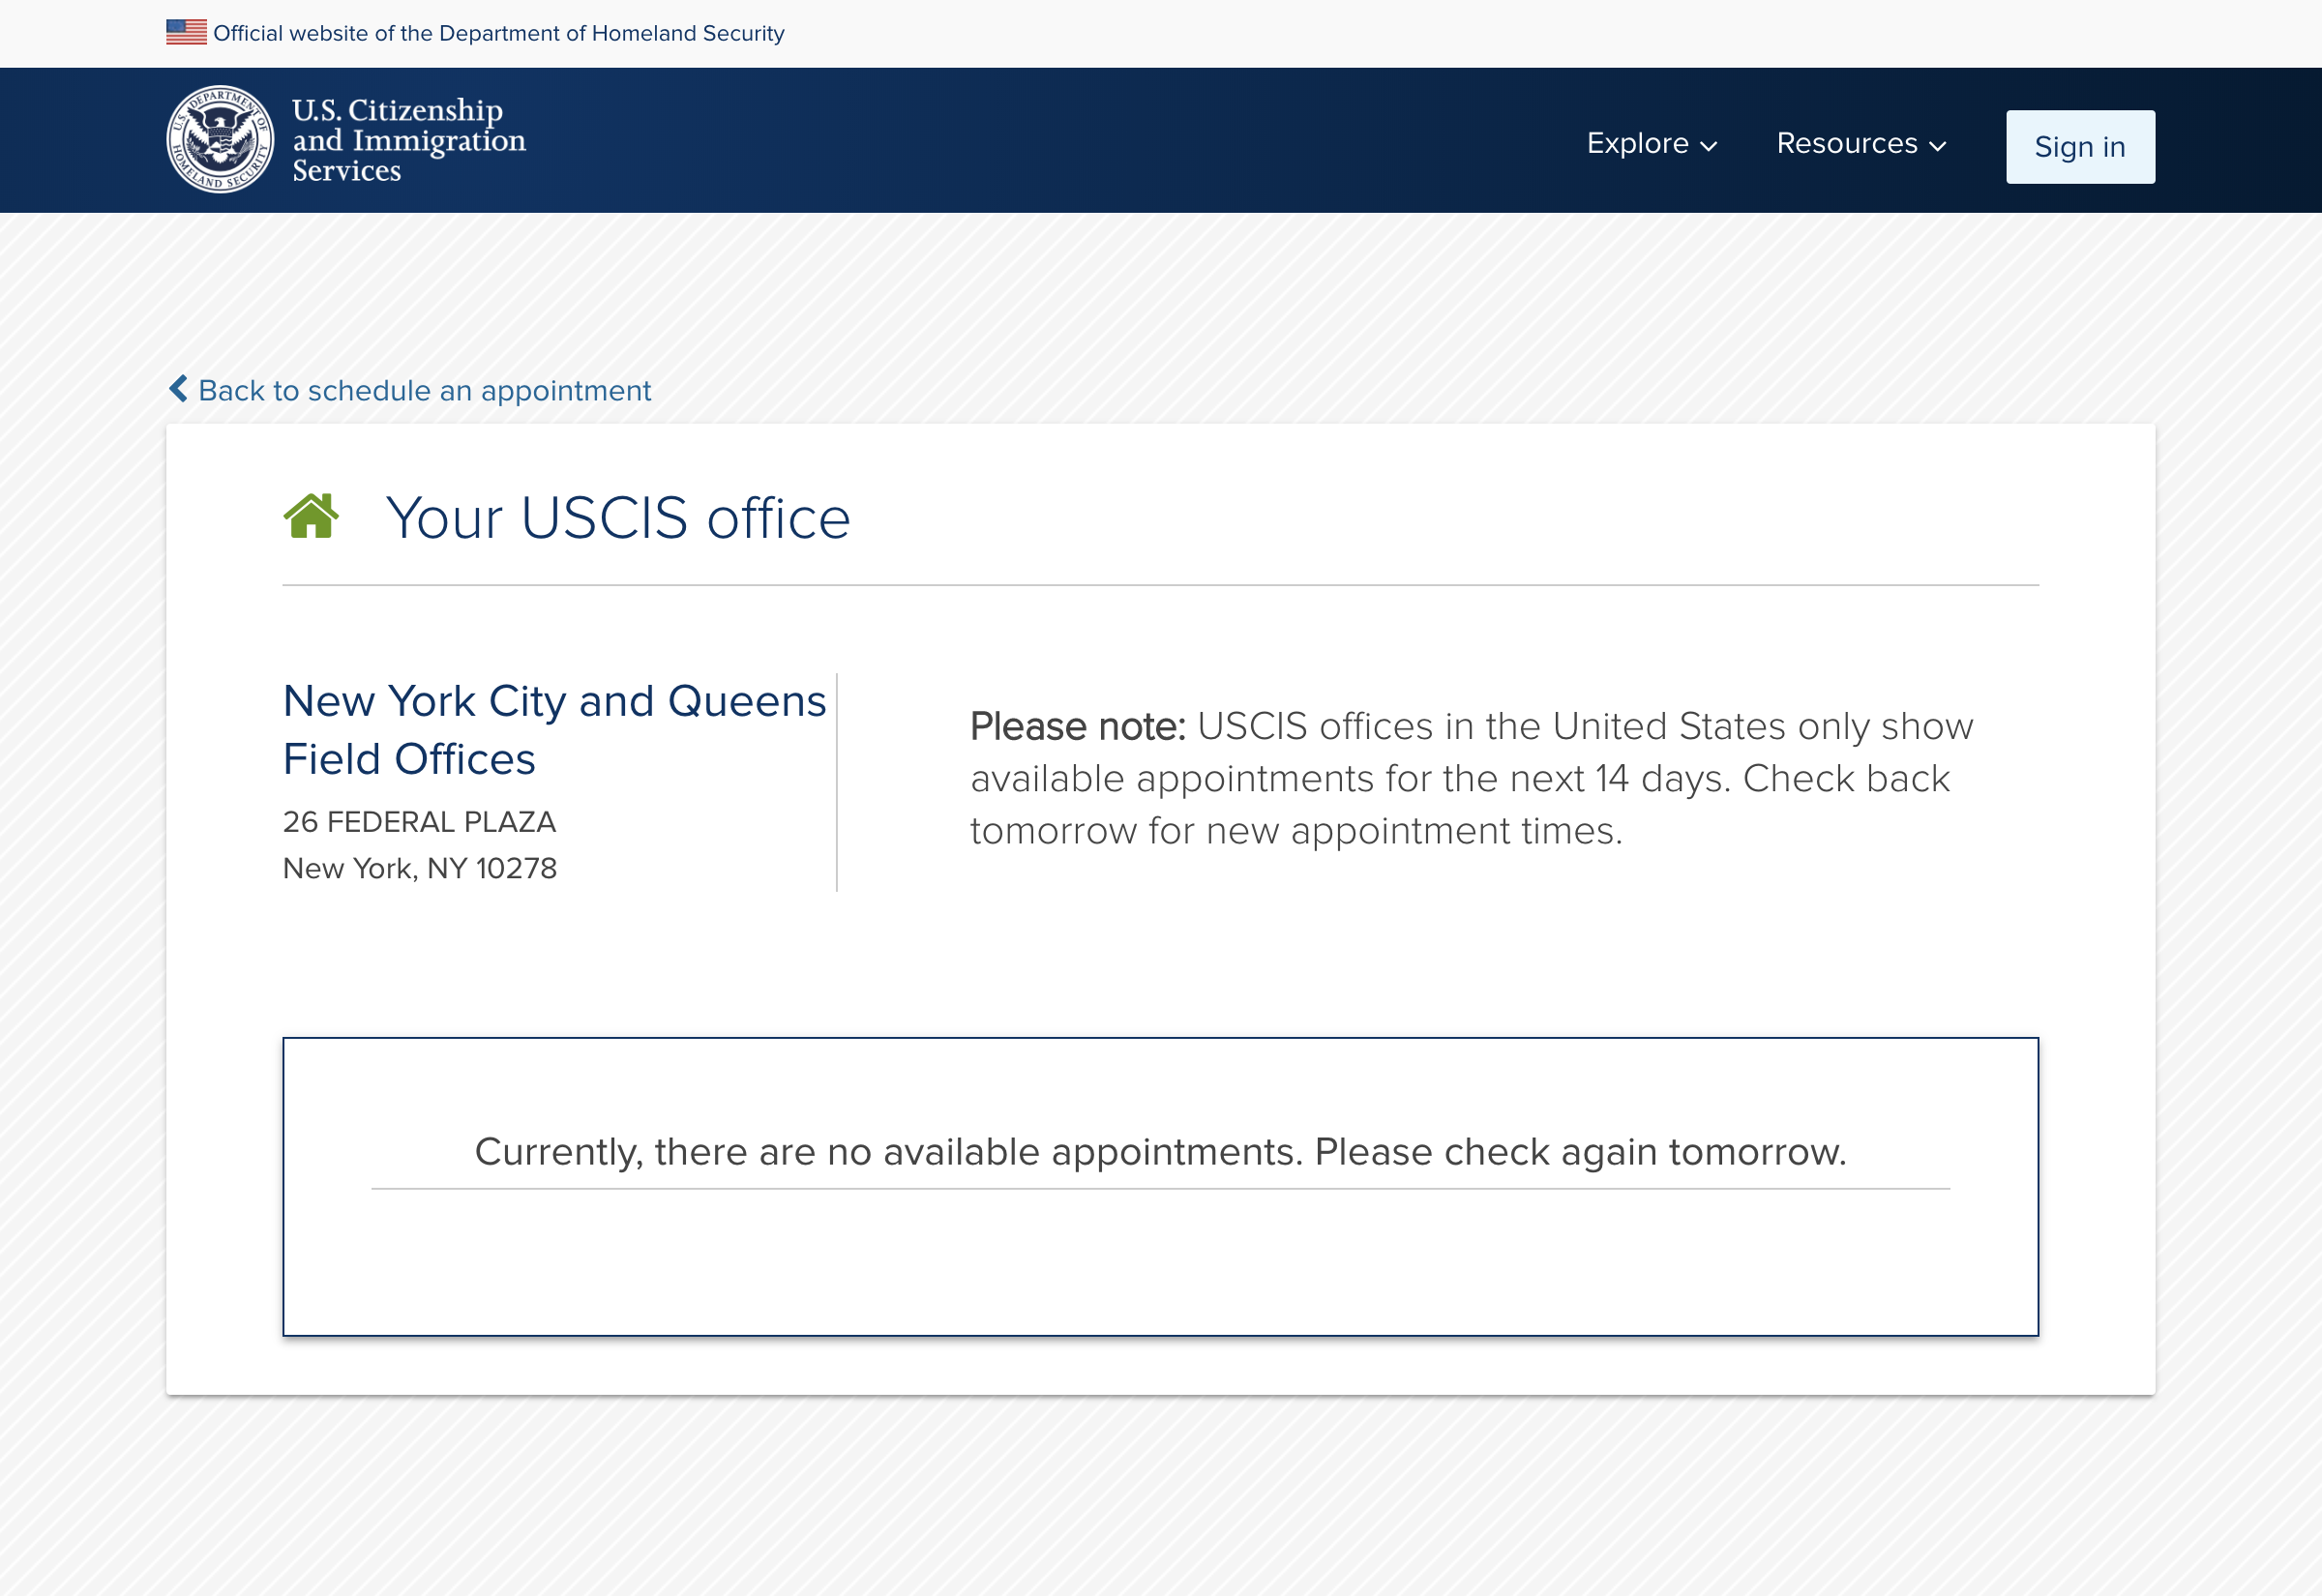 Official website of the Department of Homeland Security
U.S. DEPARTMENT OF HOMELAND SECURITY
U.S. Citizenship
and Immigration
Services
Explore
Resources
Sign in
Back to schedule an appointment
Your USCIS office
New York City and Queens
Field Offices
26 FEDERAL PLAZA
New York, NY 10278
Please note: USCIS offices in the United States only show
available appointments for the next 14 days. Check back
tomorrow for new appointment times.
Currently, there are no available appointments. Please check again tomorrow.